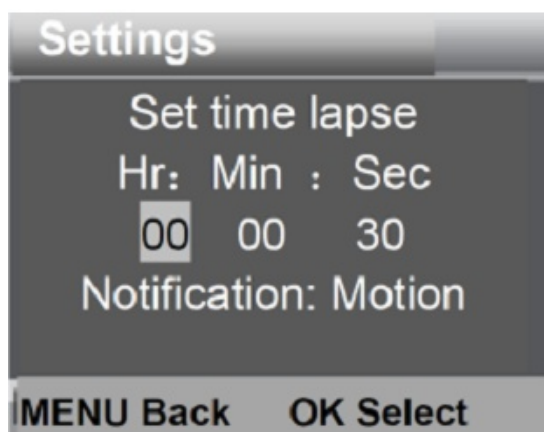 Settings
Set time lapse
Hr: Min : Sec
00 00 30
Notification: Motion
MENU Back OK Select